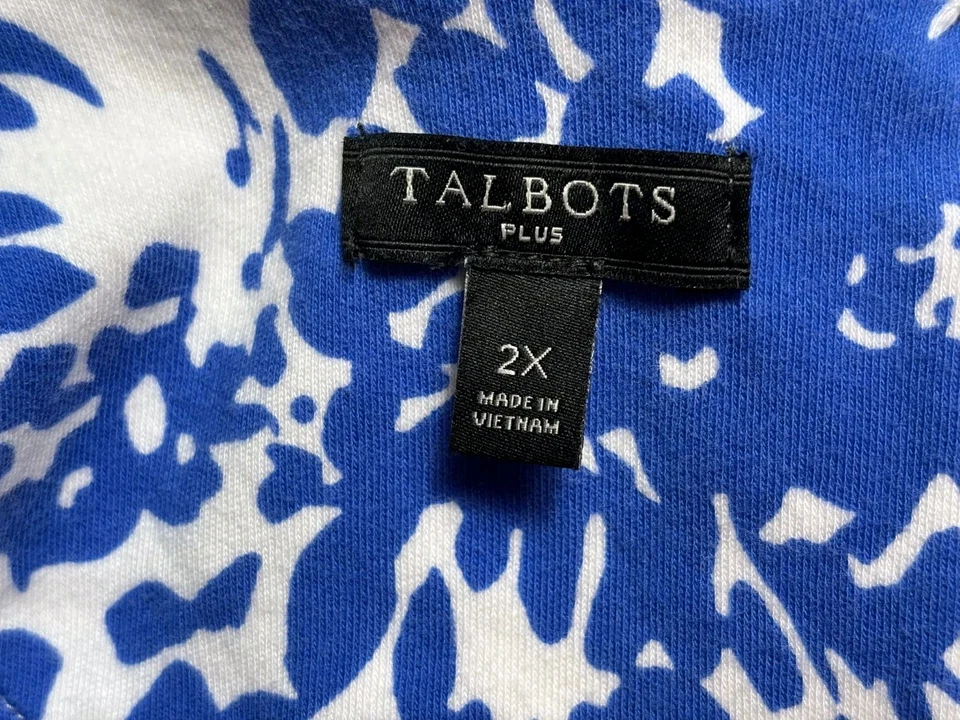 TALBOTS
PLUS
2X
MADE IN
VIETNAM